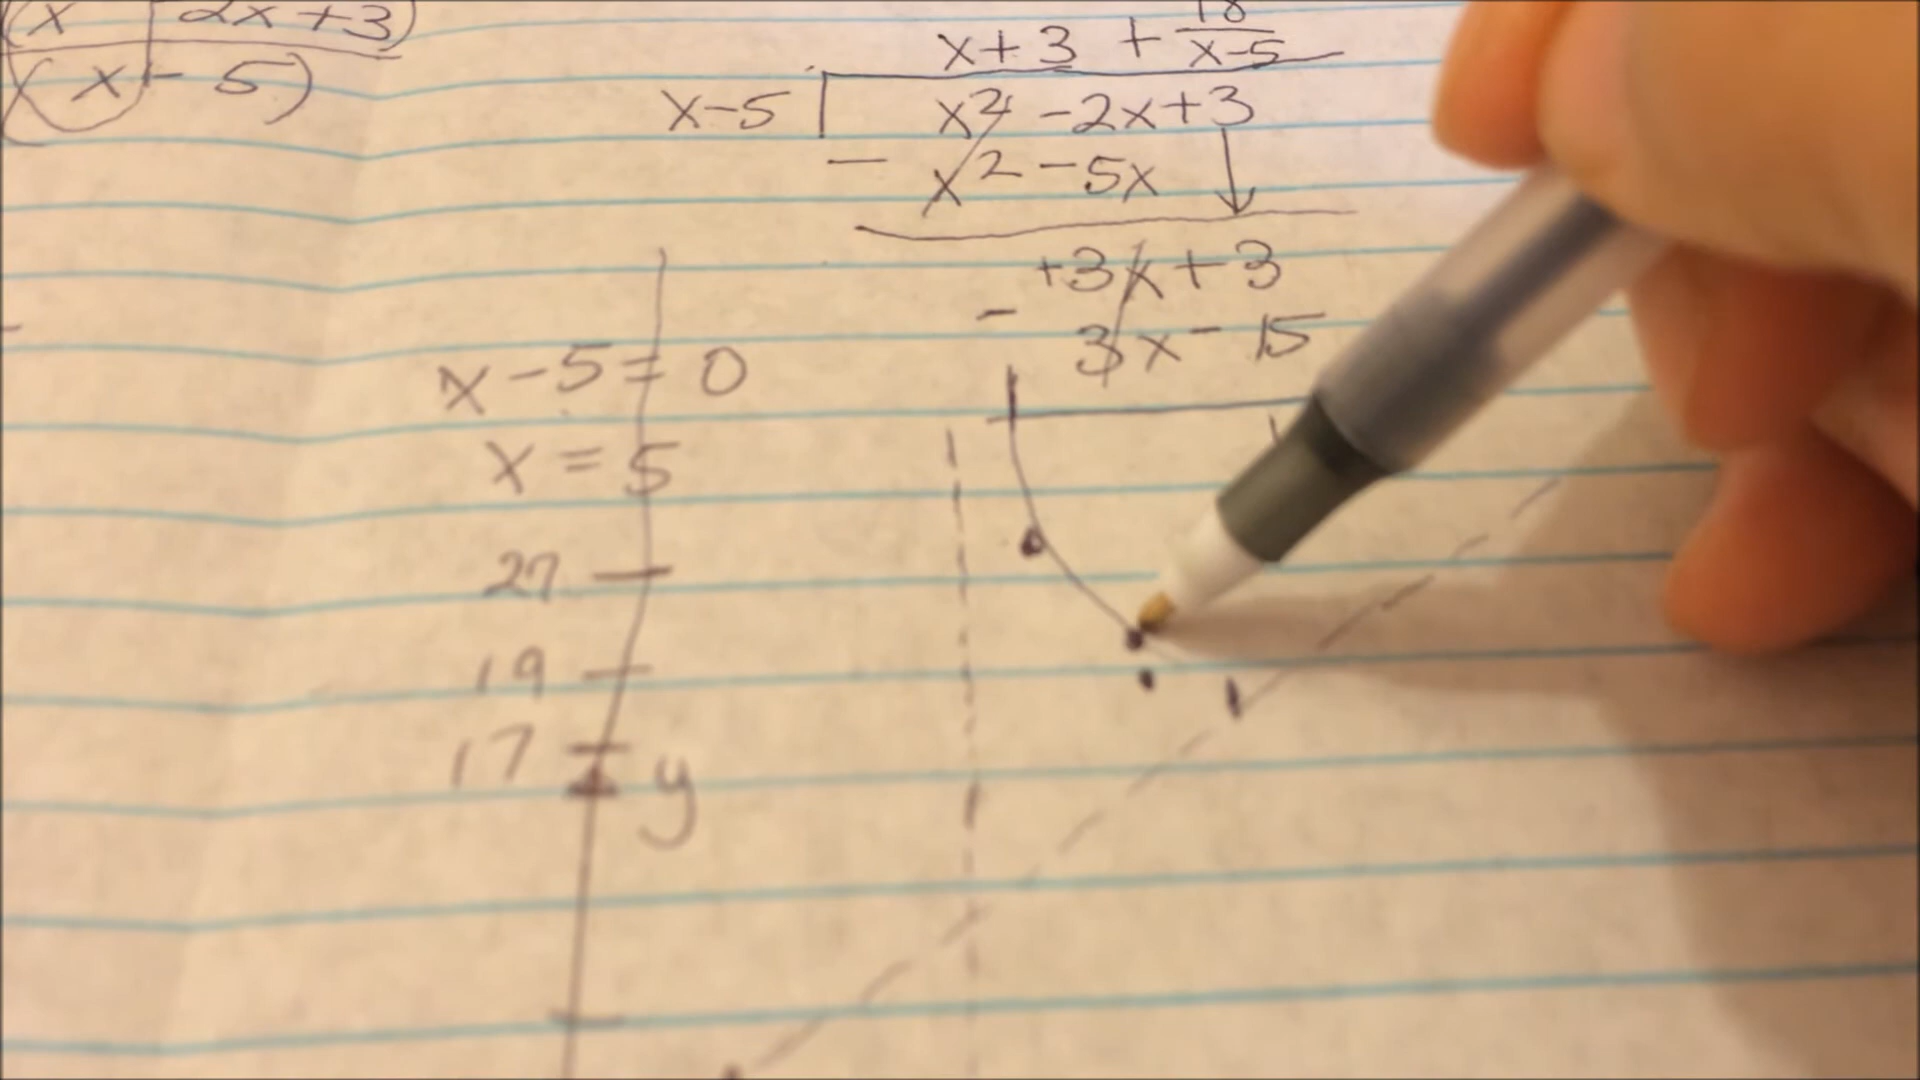 (x 2x+3)
(x - 5)
x+3 + 18/x-5
x-5 x² -2x+3
- x² -5x
+3x+3
- 3x-15
x-5=0
x=5
27
19
17 y